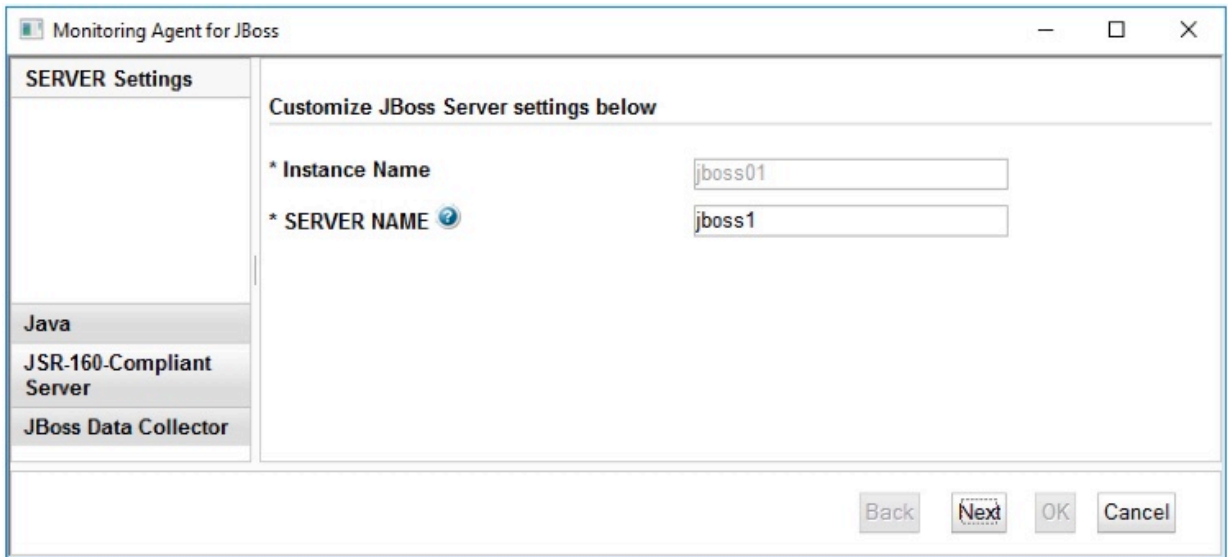 Monitoring Agent for JBoss
SERVER Settings
Java
JSR-160-Compliant
Server
JBoss Data Collector
Customize JBoss Server settings below
* Instance Name
jboss01
* SERVER NAME ?
jboss1
Back
Next
OK
Cancel